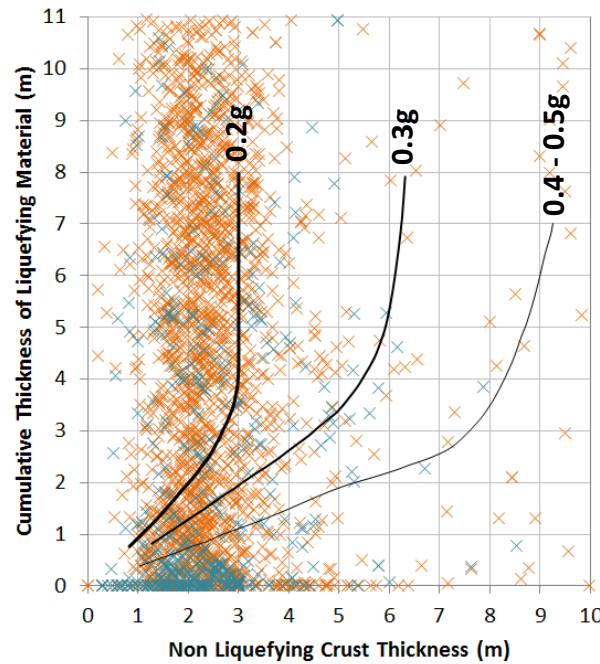 Cumulative Thickness of Liquefying Material (m)
11
10
9
8
7
6
5
4
3
2
1
0
0.2g
0.3g
0.4 - 0.5g
0 1 2 3 4 5 6 7 8 9 10
Non Liquefying Crust Thickness (m)